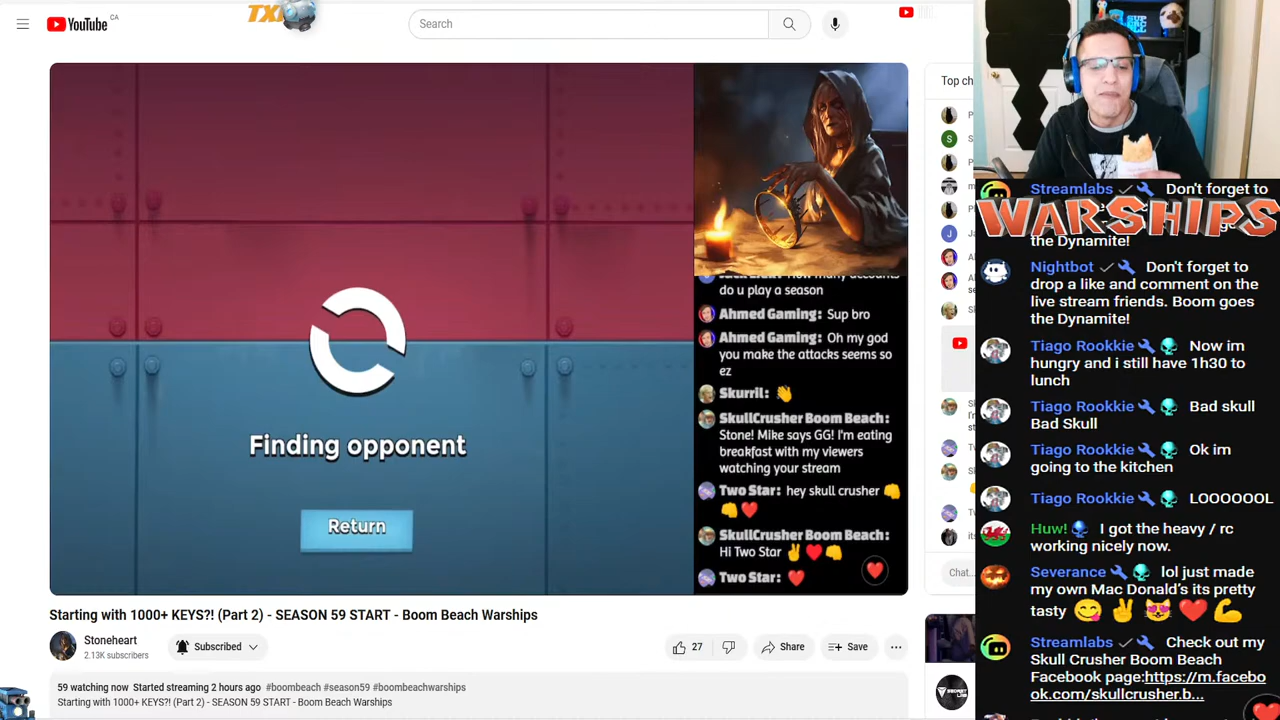 YouTube CA
TXF
Search
Top ch
Finding opponent
Return
do u play a season
Ahmed Gaming: Sup bro
Ahmed Gaming: Oh my god
you make the attacks seems so
ez
Skurril: 👋
SkullCrusher Boom Beach:
Stone! Mike says GG! I'm eating
breakfast with my viewers
watching your stream
Two Star: hey skull crusher 👊
👊❤️
SkullCrusher Boom Beach:
Hi Two Star ✌️❤️👊
Two Star: ❤️
Chat...
Starting with 1000+ KEYS?! (Part 2) - SEASON 59 START - Boom Beach Warships
Stoneheart
2.13K subscribers
Subscribed
27
Share
Save
59 watching now Started streaming 2 hours ago #boombeach #season59 #boombeachwarships
Starting with 1000+ KEYS?! (Part 2) - SEASON 59 START - Boom Beach Warships
Streamlabs Don't forget to
WARSHIPS
the Dynamite!
Nightbot Don't forget to
drop a like and comment on the
live stream friends. Boom goes
the Dynamite!
Tiago Rookkie Now im
hungry and i still have 1h30 to
lunch
Tiago Rookkie Bad skull
Bad Skull
Tiago Rookkie Ok im
going to the kitchen
Tiago Rookkie LOOOOOOL
Huw! I got the heavy / rc
working nicely now.
Severance lol just made
my own Mac Donald's its pretty
tasty 😋✌️😻❤️💪
Streamlabs Check out my
Skull Crusher Boom Beach
Facebook page:https://m.facebo
ok.com/skullcrusher.b...